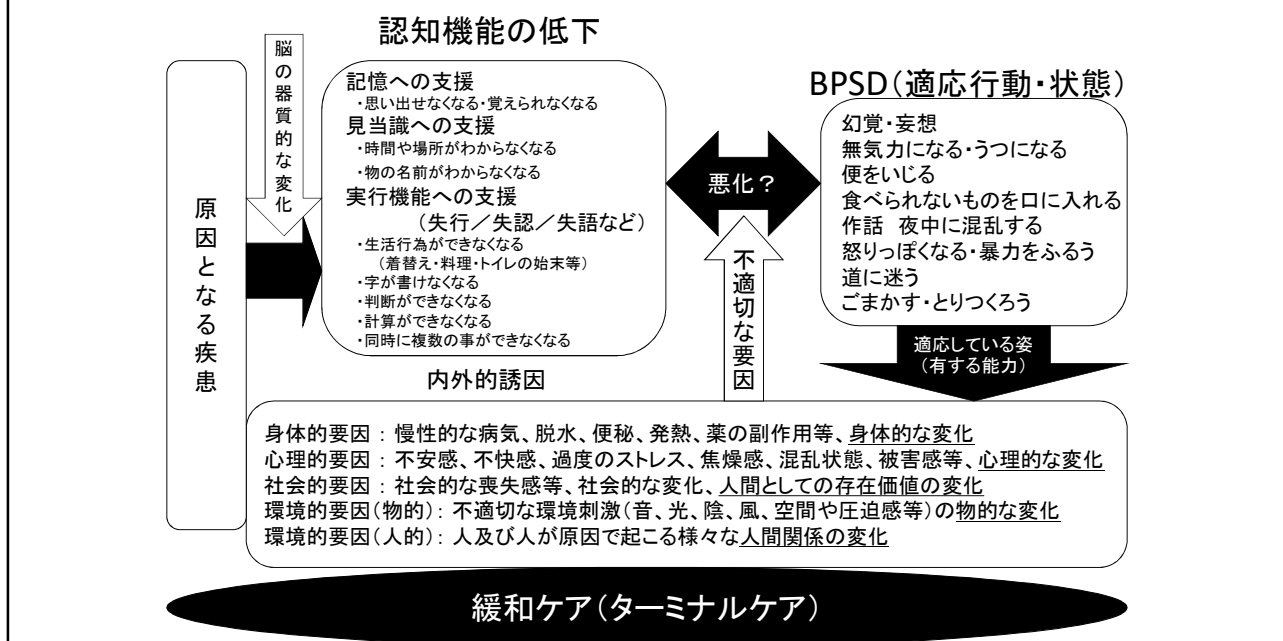 認知機能の低下
脳の器質的な変化
原因となる疾患
記憶への支援
・思い出せなくなる・覚えられなくなる
見当識への支援
・時間や場所がわからなくなる
・物の名前がわからなくなる
実行機能への支援
(失行／失認／失語など)
・生活行為ができなくなる
(着替え・料理・トイレの始末等)
・字が書けなくなる
・判断ができなくなる
・計算ができなくなる
・同時に複数の事ができなくなる
悪化？
不適切な要因
BPSD(適応行動・状態)
幻覚・妄想
無気力になる・うつになる
便をいじる
食べられないものを口に入れる
作話 夜中に混乱する
怒りっぽくなる・暴力をふるう
道に迷う
ごまかす・とりつくろう
適応している姿
(有する能力)
内外的誘因
身体的要因：慢性的な病気、脱水、便秘、発熱、薬の副作用等、身体的な変化
心理的要因：不安感、不快感、過度のストレス、焦燥感、混乱状態、被害感等、心理的な変化
社会的要因：社会的な喪失感等、社会的な変化、人間としての存在価値の変化
環境的要因(物的)：不適切な環境刺激(音、光、陰、風、空間や圧迫感等)の物的な変化
環境的要因(人的)：人及び人が原因で起こる様々な人間関係の変化
緩和ケア(ターミナルケア)